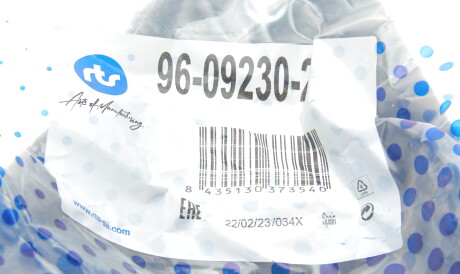 rts
Arts of Manufacturing
96-09230-2
8 435130 373540
EAC
22/02/23/034X
Spain
www.rts-sa.com